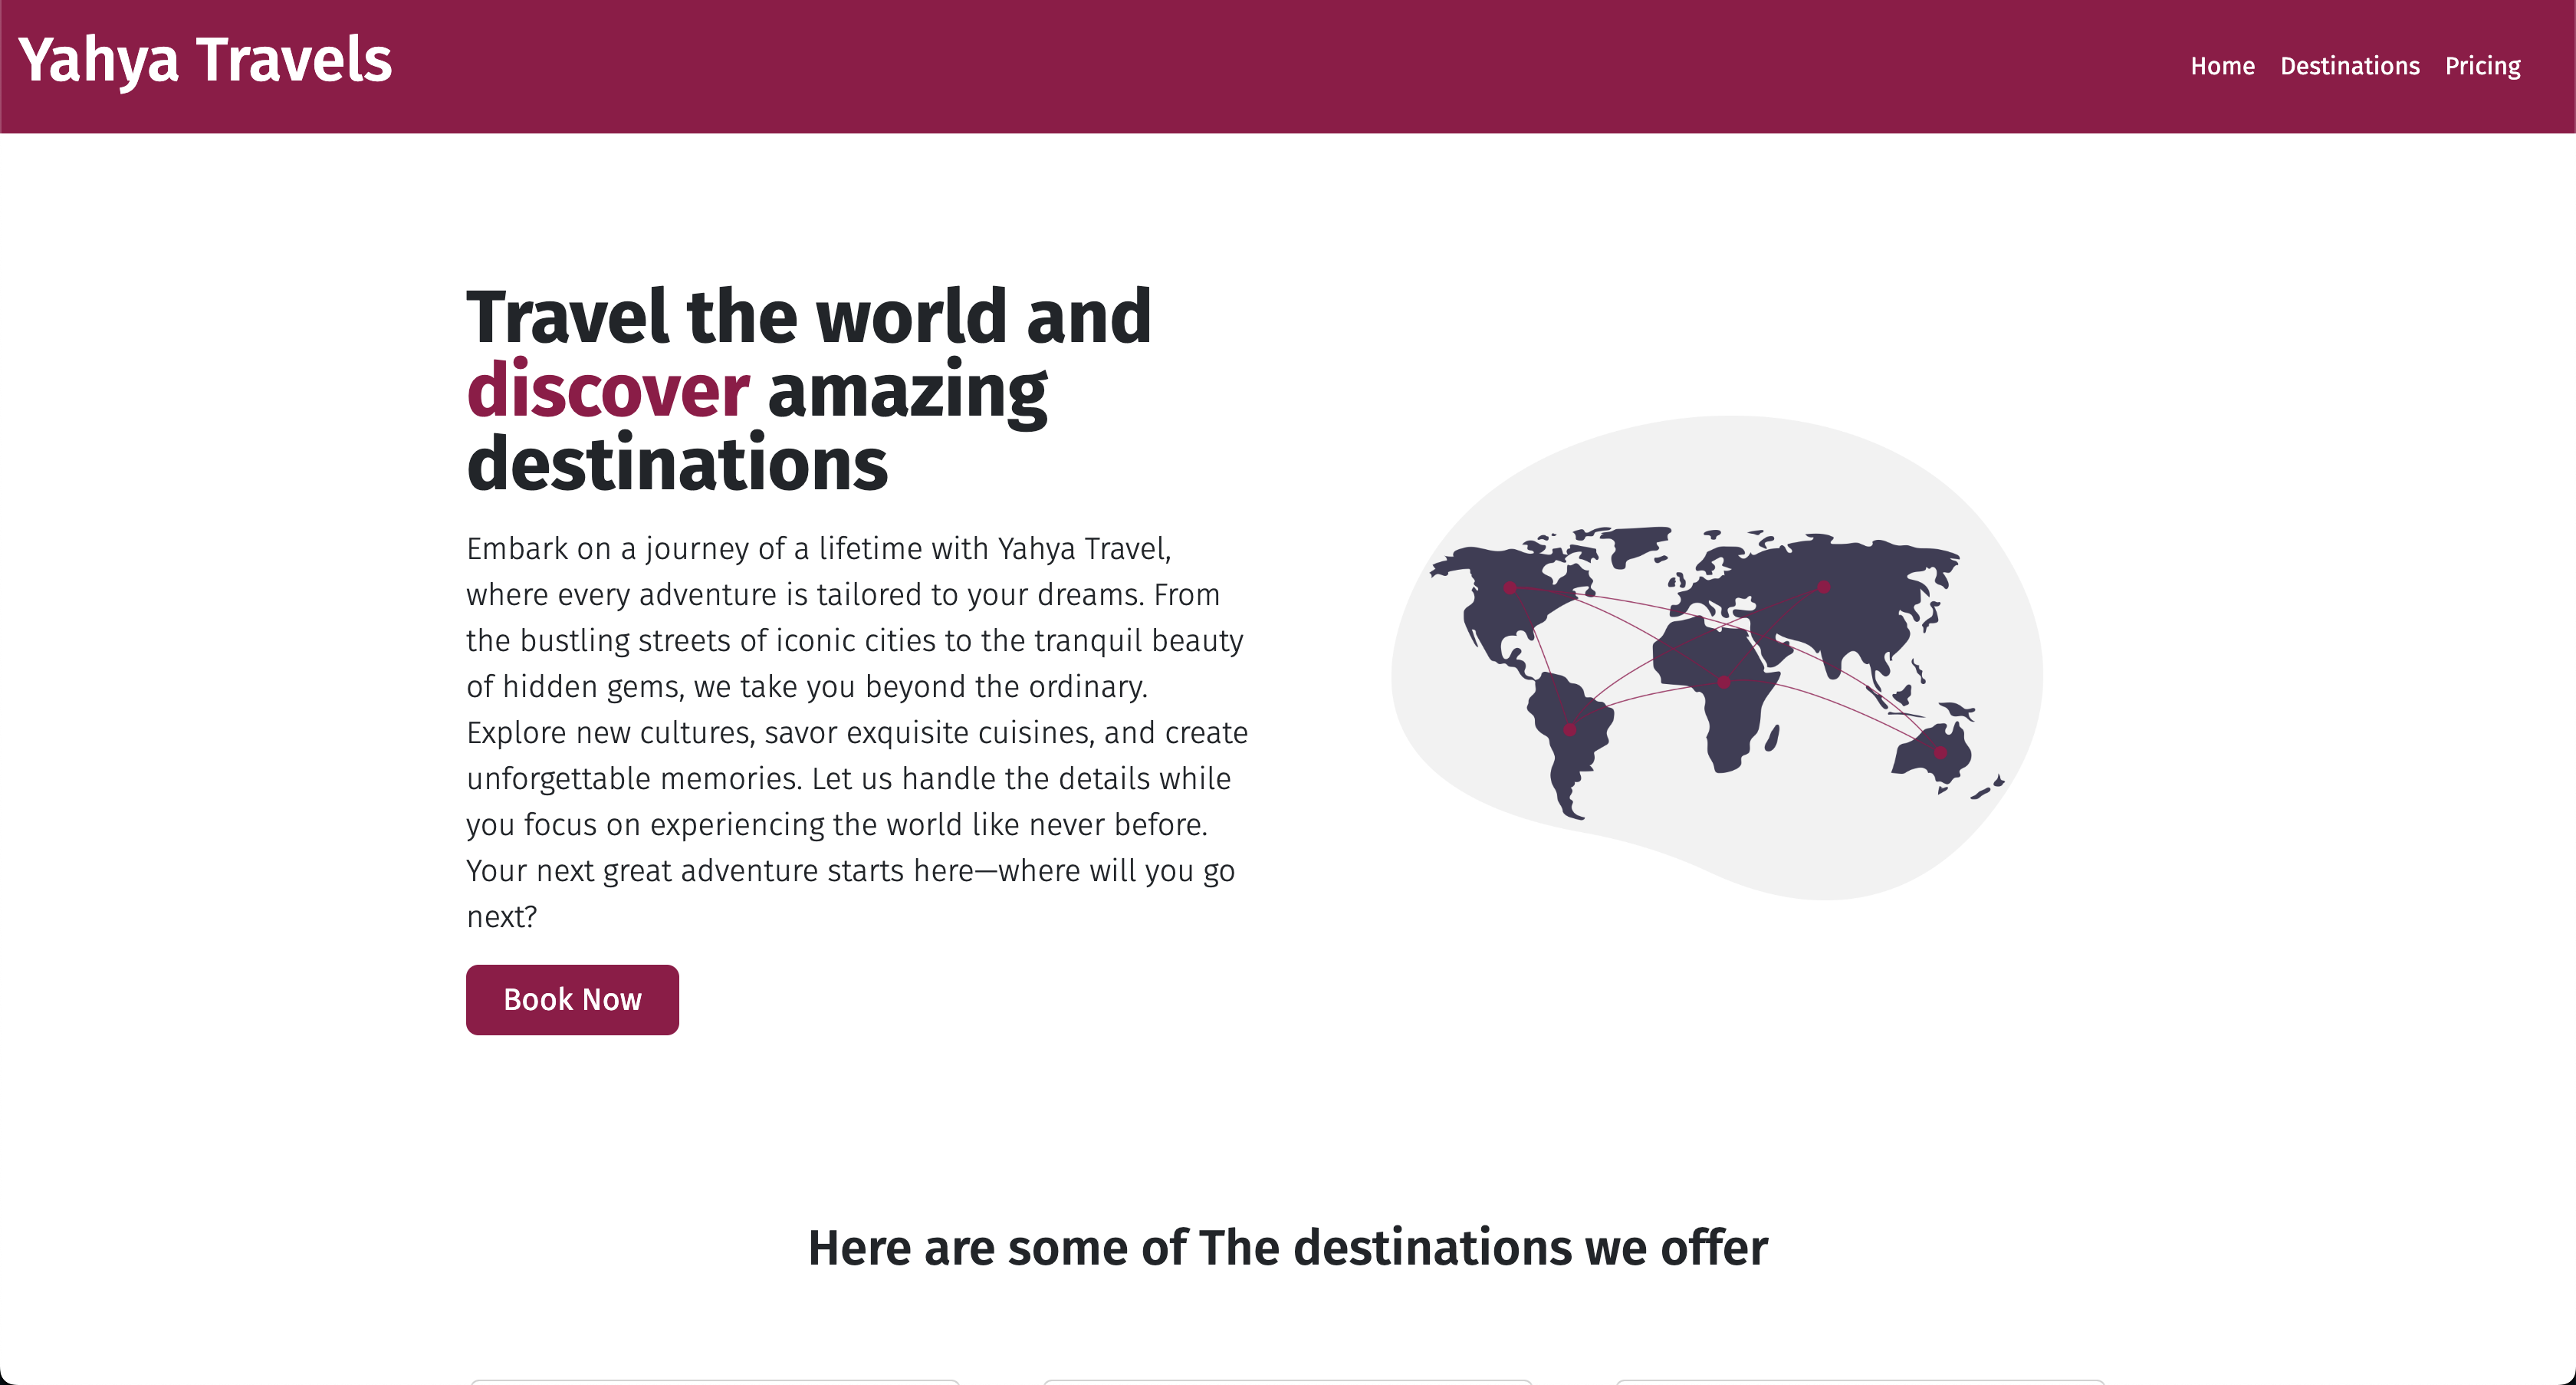 Yahya Travels
Home Destinations Pricing
Travel the world and
discover amazing
destinations
Embark on a journey of a lifetime with Yahya Travel,
where every adventure is tailored to your dreams. From
the bustling streets of iconic cities to the tranquil beauty
of hidden gems, we take you beyond the ordinary.
Explore new cultures, savor exquisite cuisines, and create
unforgettable memories. Let us handle the details while
you focus on experiencing the world like never before.
Your next great adventure starts here—where will you go
next?
Book Now
Here are some of The destinations we offer